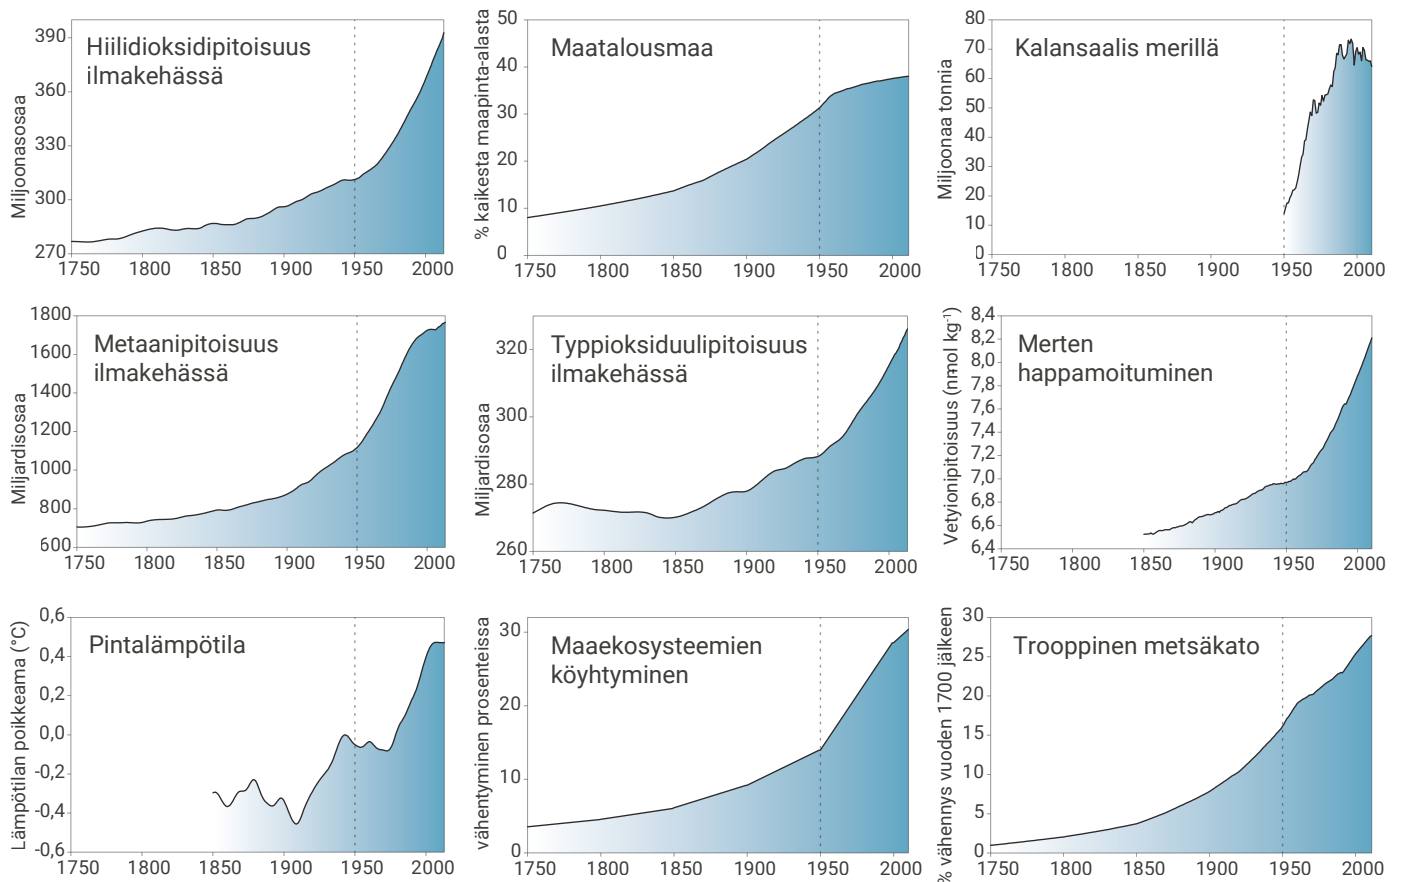 Hiilidioksidipitoisuus
ilmakehässä
Miljoonasosaa
390
360
330
300
270
1750 1800 1850 1900 1950 2000
Maatalousmaa
% kaikesta maapinta-alasta
50
40
30
20
10
0
1750 1800 1850 1900 1950 2000
Kalansaalis merillä
Miljoonaa tonnia
80
70
60
50
40
30
20
10
0
1750 1800 1850 1900 1950 2000
Metaanipitoisuus
ilmakehässä
Miljardisosaa
1800
1600
1400
1200
1000
800
600
1750 1800 1850 1900 1950 2000
Typpioksiduulipitoisuus
ilmakehässä
Miljardisosaa
320
300
280
260
1750 1800 1850 1900 1950 2000
Merten
happamoituminen
Vetyionipitoisuus (nmol kg⁻¹)
8,4
8,2
8,0
7,8
7,6
7,4
7,2
7,0
6,8
6,6
6,4
1750 1800 1850 1900 1950 2000
Pintalämpötila
Lämpötilan poikkeama (°C)
0,6
0,4
0,2
0,0
-0,2
-0,4
-0,6
1750 1800 1850 1900 1950 2000
Maaekosysteemien
köyhtyminen
vähentyminen prosenteissa
30
20
10
0
1750 1800 1850 1900 1950 2000
Trooppinen metsäkato
% vähennys vuoden 1700 jälkeen
30
25
20
15
10
5
0
1750 1800 1850 1900 1950 2000